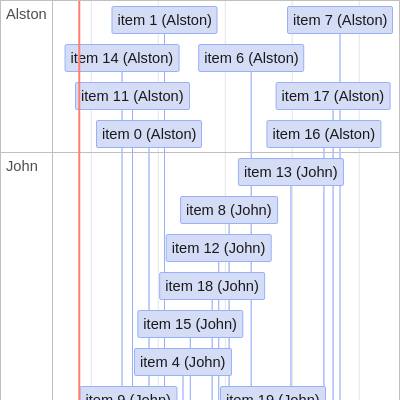 Alston
item 1 (Alston)
item 7 (Alston)
item 14 (Alston)
item 6 (Alston)
item 11 (Alston)
item 17 (Alston)
item 0 (Alston)
item 16 (Alston)
John
item 13 (John)
item 8 (John)
item 12 (John)
item 18 (John)
item 15 (John)
item 4 (John)
item 9 (John)
item 19 (John)